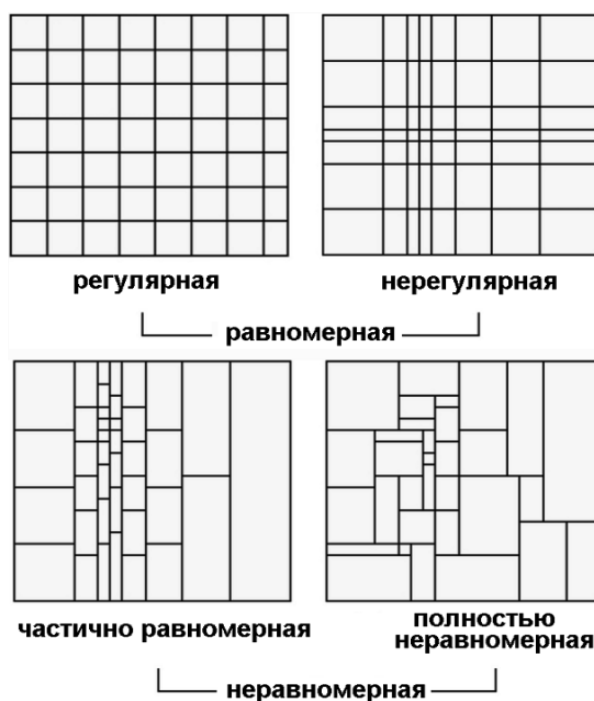 регулярная
нерегулярная
равномерная
частично равномерная
полностью
неравномерная
неравномерная